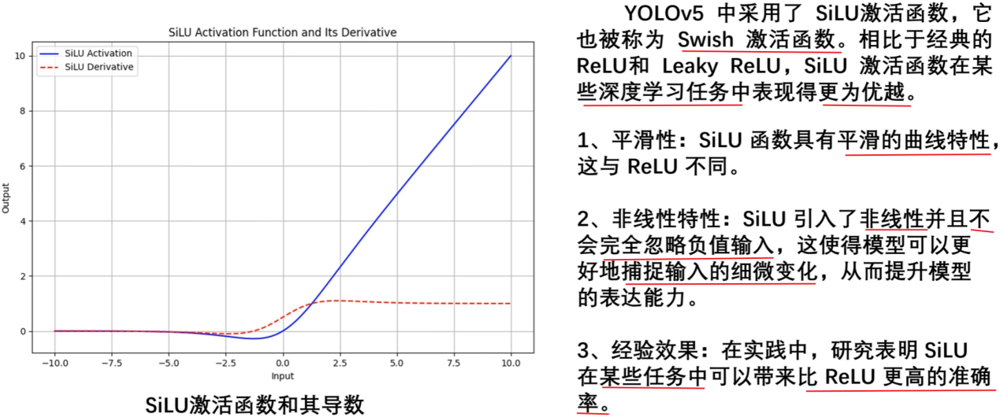 SiLU Activation Function and Its Derivative
SiLU Activation
SiLU Derivative
10
8
6
4
2
0
Output
−10.0 −7.5 −5.0 −2.5 0.0 2.5 5.0 7.5 10.0
Input
SiLU激活函数和其导数
YOLOv5 中采用了 SiLU激活函数，它
也被称为 Swish 激活函数。相比于经典的
ReLU和 Leaky ReLU，SiLU 激活函数在某
些深度学习任务中表现得更为优越。
1、平滑性：SiLU 函数具有平滑的曲线特性，
这与 ReLU 不同。
2、非线性特性：SiLU 引入了非线性并且不
会完全忽略负值输入，这使得模型可以更
好地捕捉输入的细微变化，从而提升模型
的表达能力。
3、经验效果：在实践中，研究表明 SiLU
在某些任务中可以带来比 ReLU 更高的准确
率。